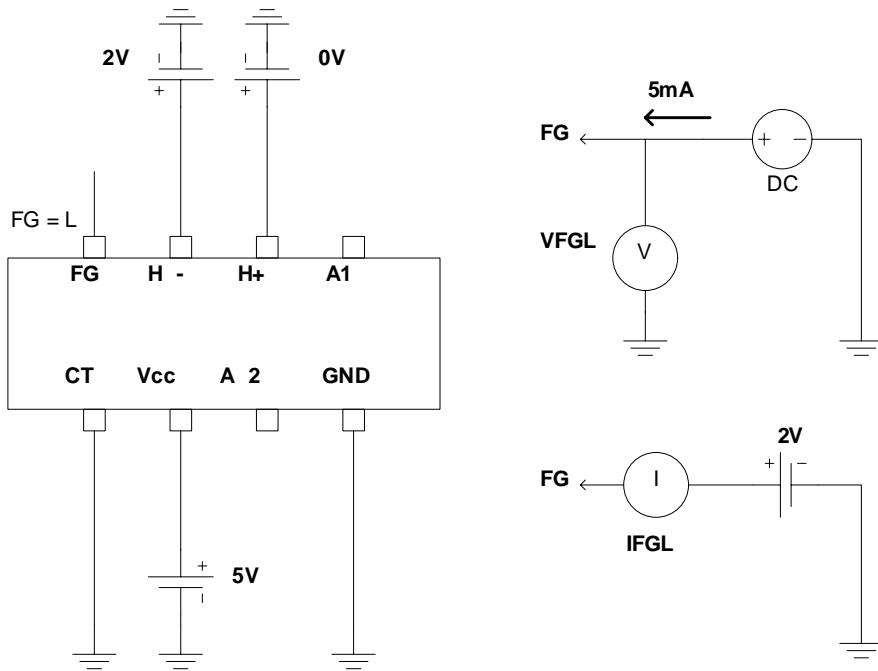 2V
0V
FG = L
FG H - H+ A1
CT Vcc A 2 GND
5V
5mA
FG
+ -
DC
VFGL
V
2V
FG
I
+ -
IFGL